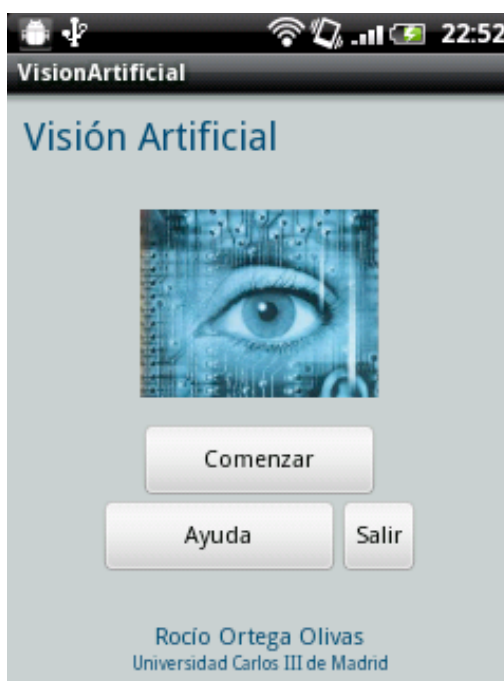 22:52
VisionArtificial
Visión Artificial
Comenzar
Ayuda Salir
Rocío Ortega Olivas
Universidad Carlos III de Madrid